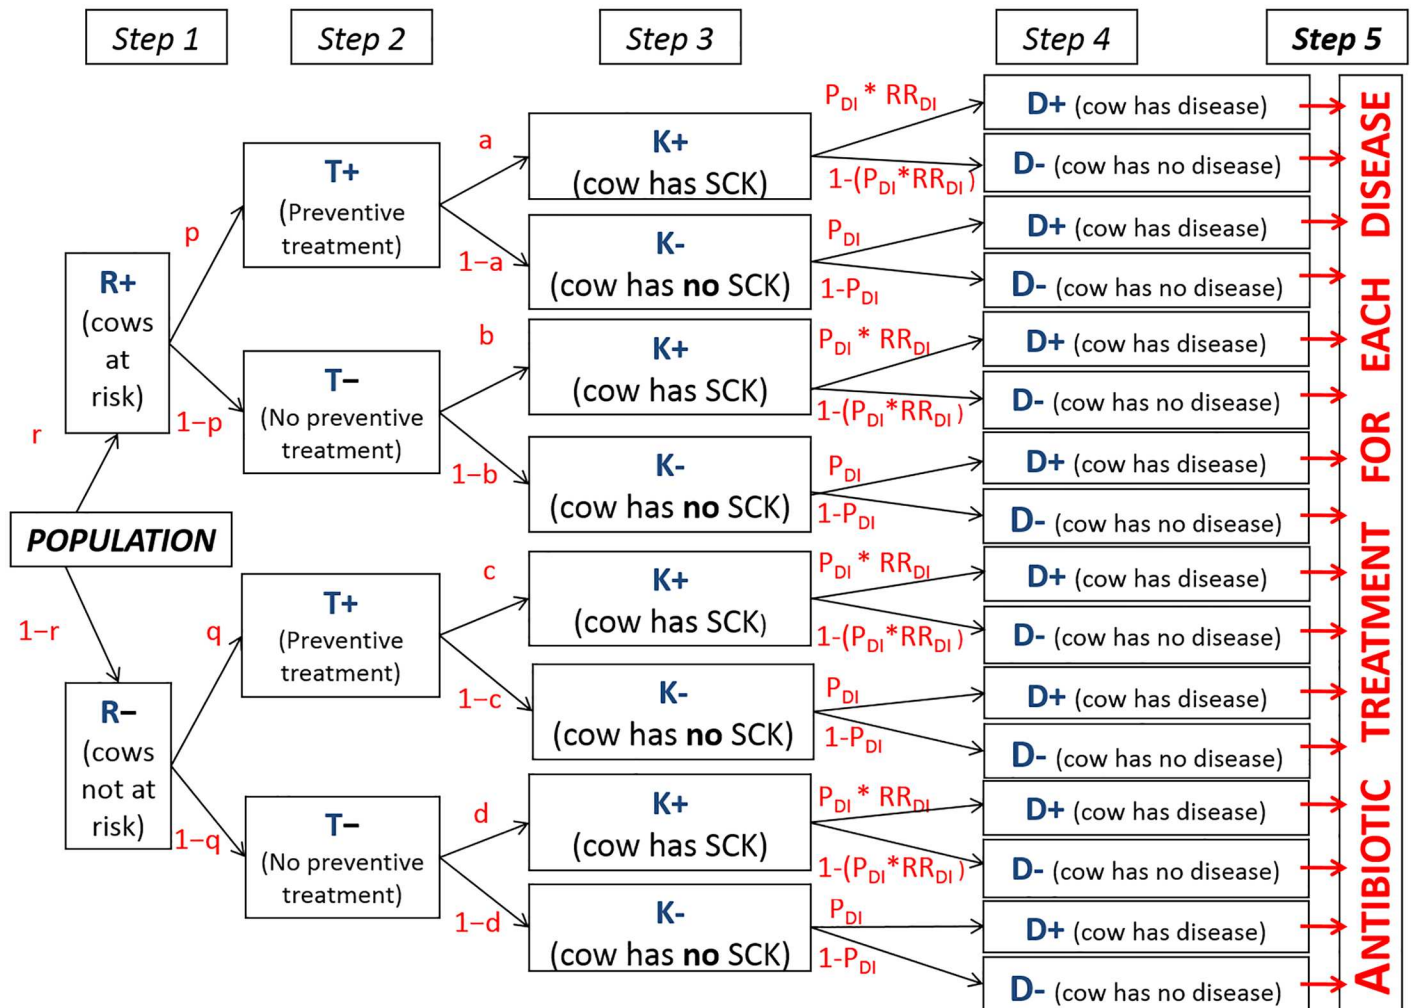 Step 1
Step 2
Step 3
Step 4
Step 5
POPULATION
r
1–r
R+
(cows
at
risk)
R–
(cows
not at
risk)
p
1–p
q
1–q
T+
(Preventive
treatment)
T–
(No preventive
treatment)
T+
(Preventive
treatment)
T–
(No preventive
treatment)
a
1–a
b
1–b
c
1–c
d
1–d
K+
(cow has SCK)
K-
(cow has no SCK)
K+
(cow has SCK)
K-
(cow has no SCK)
K+
(cow has SCK)
K-
(cow has no SCK)
K+
(cow has SCK)
K-
(cow has no SCK)
PDI * RRDI
1-(PDI*RRDI)
PDI
1-PDI
PDI * RRDI
1-(PDI*RRDI)
PDI
1-PDI
PDI * RRDI
1-(PDI*RRDI)
PDI
1-PDI
PDI * RRDI
1-(PDI*RRDI)
PDI
1-PDI
D+ (cow has disease)
D- (cow has no disease)
D+ (cow has disease)
D- (cow has no disease)
D+ (cow has disease)
D- (cow has no disease)
D+ (cow has disease)
D- (cow has no disease)
D+ (cow has disease)
D- (cow has no disease)
D+ (cow has disease)
D- (cow has no disease)
D+ (cow has disease)
D- (cow has no disease)
D+ (cow has disease)
D- (cow has no disease)
ANTIBIOTIC TREATMENT FOR EACH DISEASE